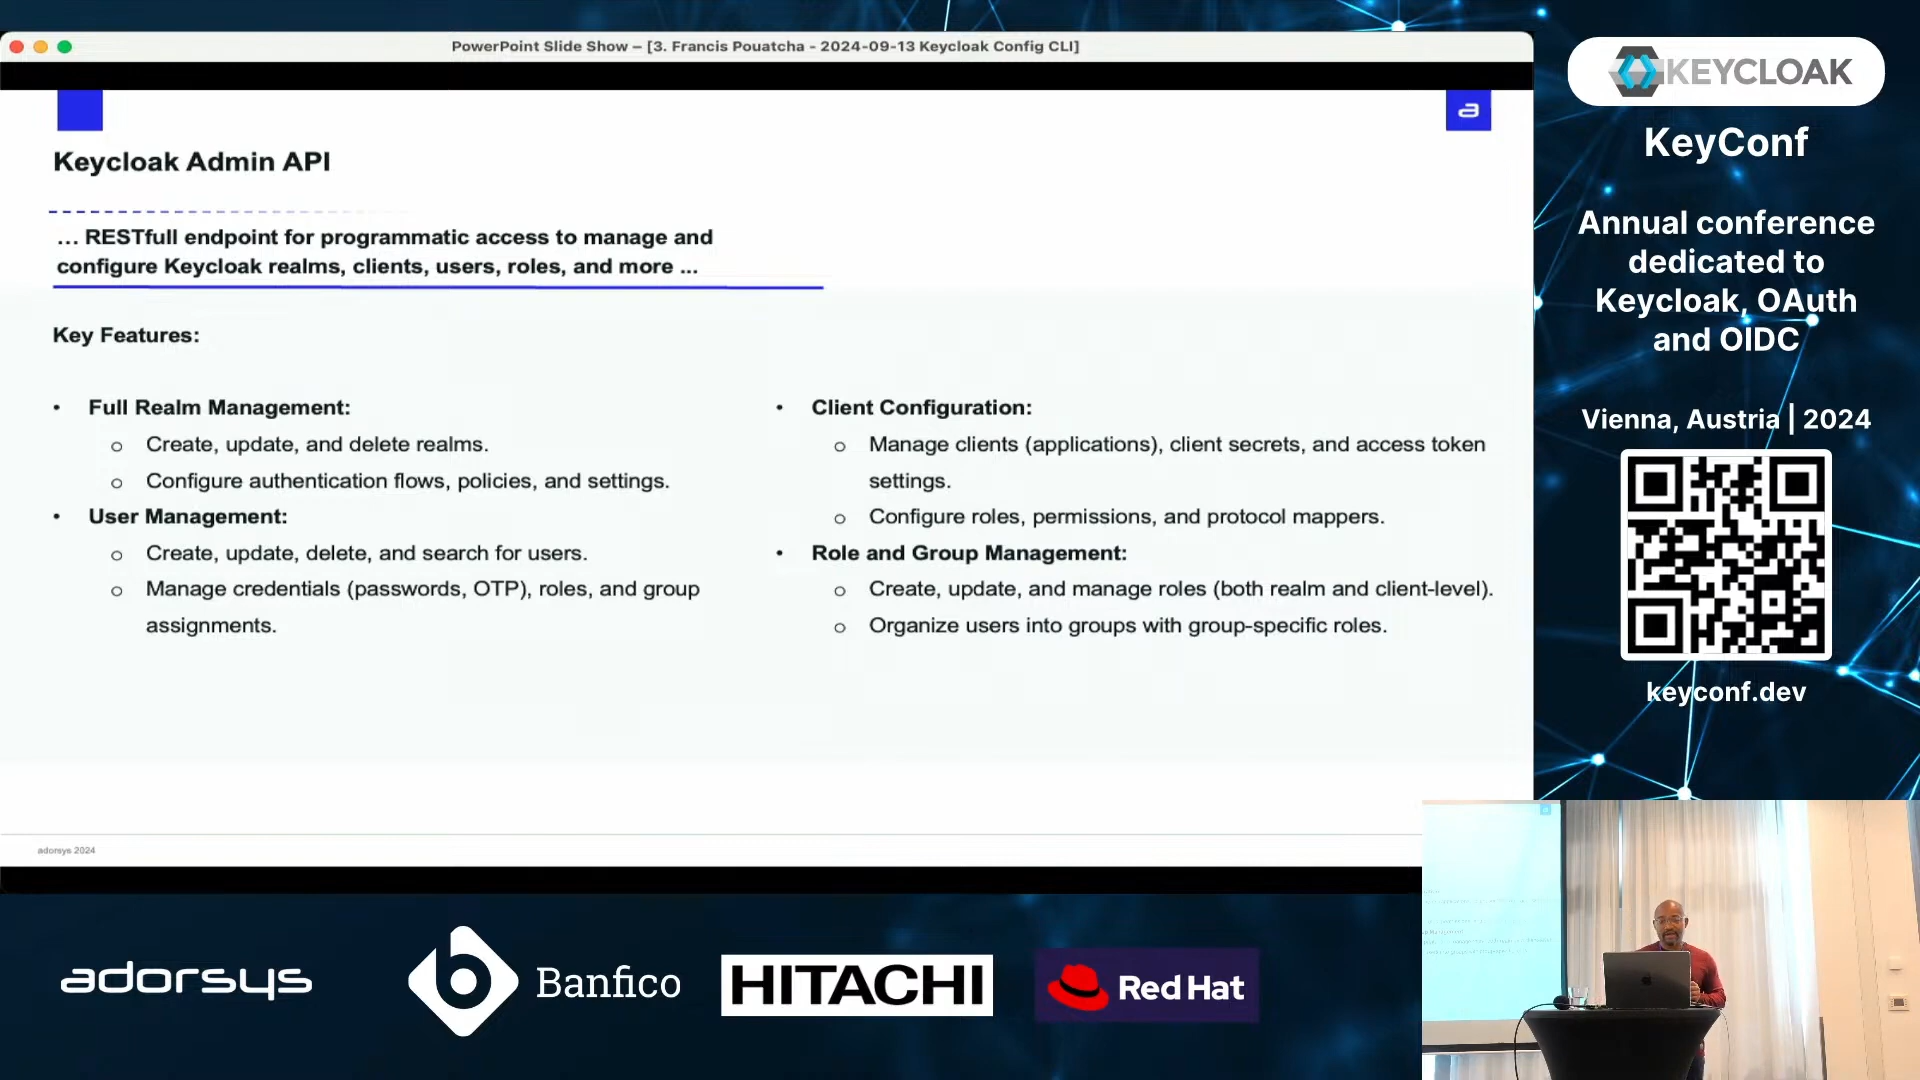 PowerPoint Slide Show – [3. Francis Pouatcha - 2024-09-13 Keycloak Config CLI]
a
Keycloak Admin API
... RESTfull endpoint for programmatic access to manage and
configure Keycloak realms, clients, users, roles, and more ...
Key Features:
• Full Realm Management:
o Create, update, and delete realms.
o Configure authentication flows, policies, and settings.
• User Management:
o Create, update, delete, and search for users.
o Manage credentials (passwords, OTP), roles, and group
assignments.
• Client Configuration:
o Manage clients (applications), client secrets, and access token
settings.
o Configure roles, permissions, and protocol mappers.
• Role and Group Management:
o Create, update, and manage roles (both realm and client-level).
o Organize users into groups with group-specific roles.
adorsys 2024
KEYCLOAK
KeyConf
Annual conference
dedicated to
Keycloak, OAuth
and OIDC
Vienna, Austria | 2024
keyconf.dev
adorsys
Banfico
HITACHI
Red Hat